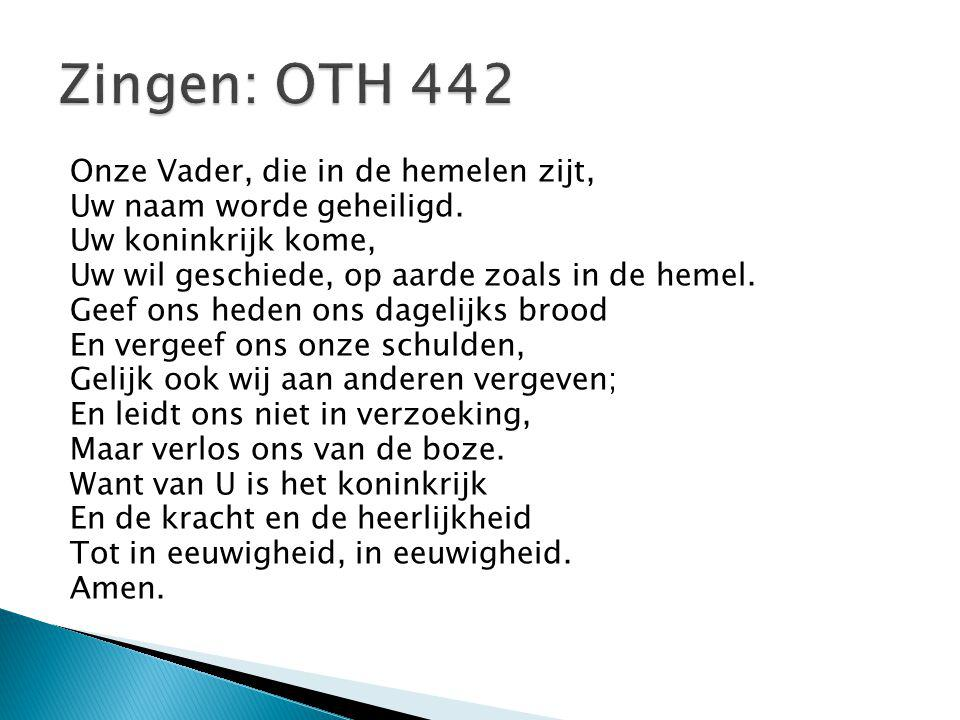 Zingen: OTH 442
Onze Vader, die in de hemelen zijt,
Uw naam worde geheiligd.
Uw koninkrijk kome,
Uw wil geschiede, op aarde zoals in de hemel.
Geef ons heden ons dagelijks brood
En vergeef ons onze schulden,
Gelijk ook wij aan anderen vergeven;
En leidt ons niet in verzoeking,
Maar verlos ons van de boze.
Want van U is het koninkrijk
En de kracht en de heerlijkheid
Tot in eeuwigheid, in eeuwigheid.
Amen.